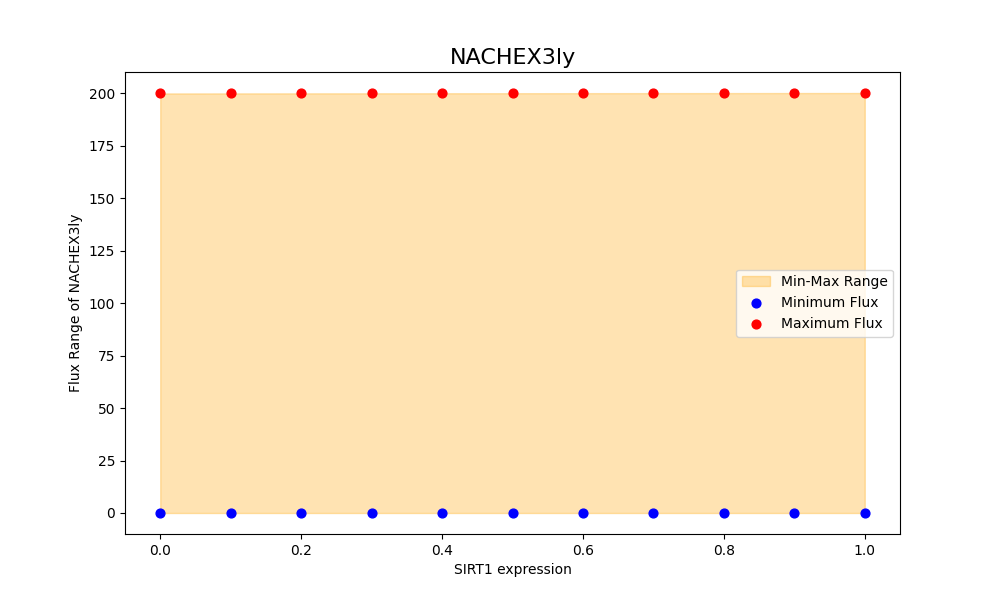 NACHEX3ly
Flux Range of NACHEX3ly
200
175
150
125
100
75
50
25
0
Min-Max Range
Minimum Flux
Maximum Flux
0.0 0.2 0.4 0.6 0.8 1.0
SIRT1 expression